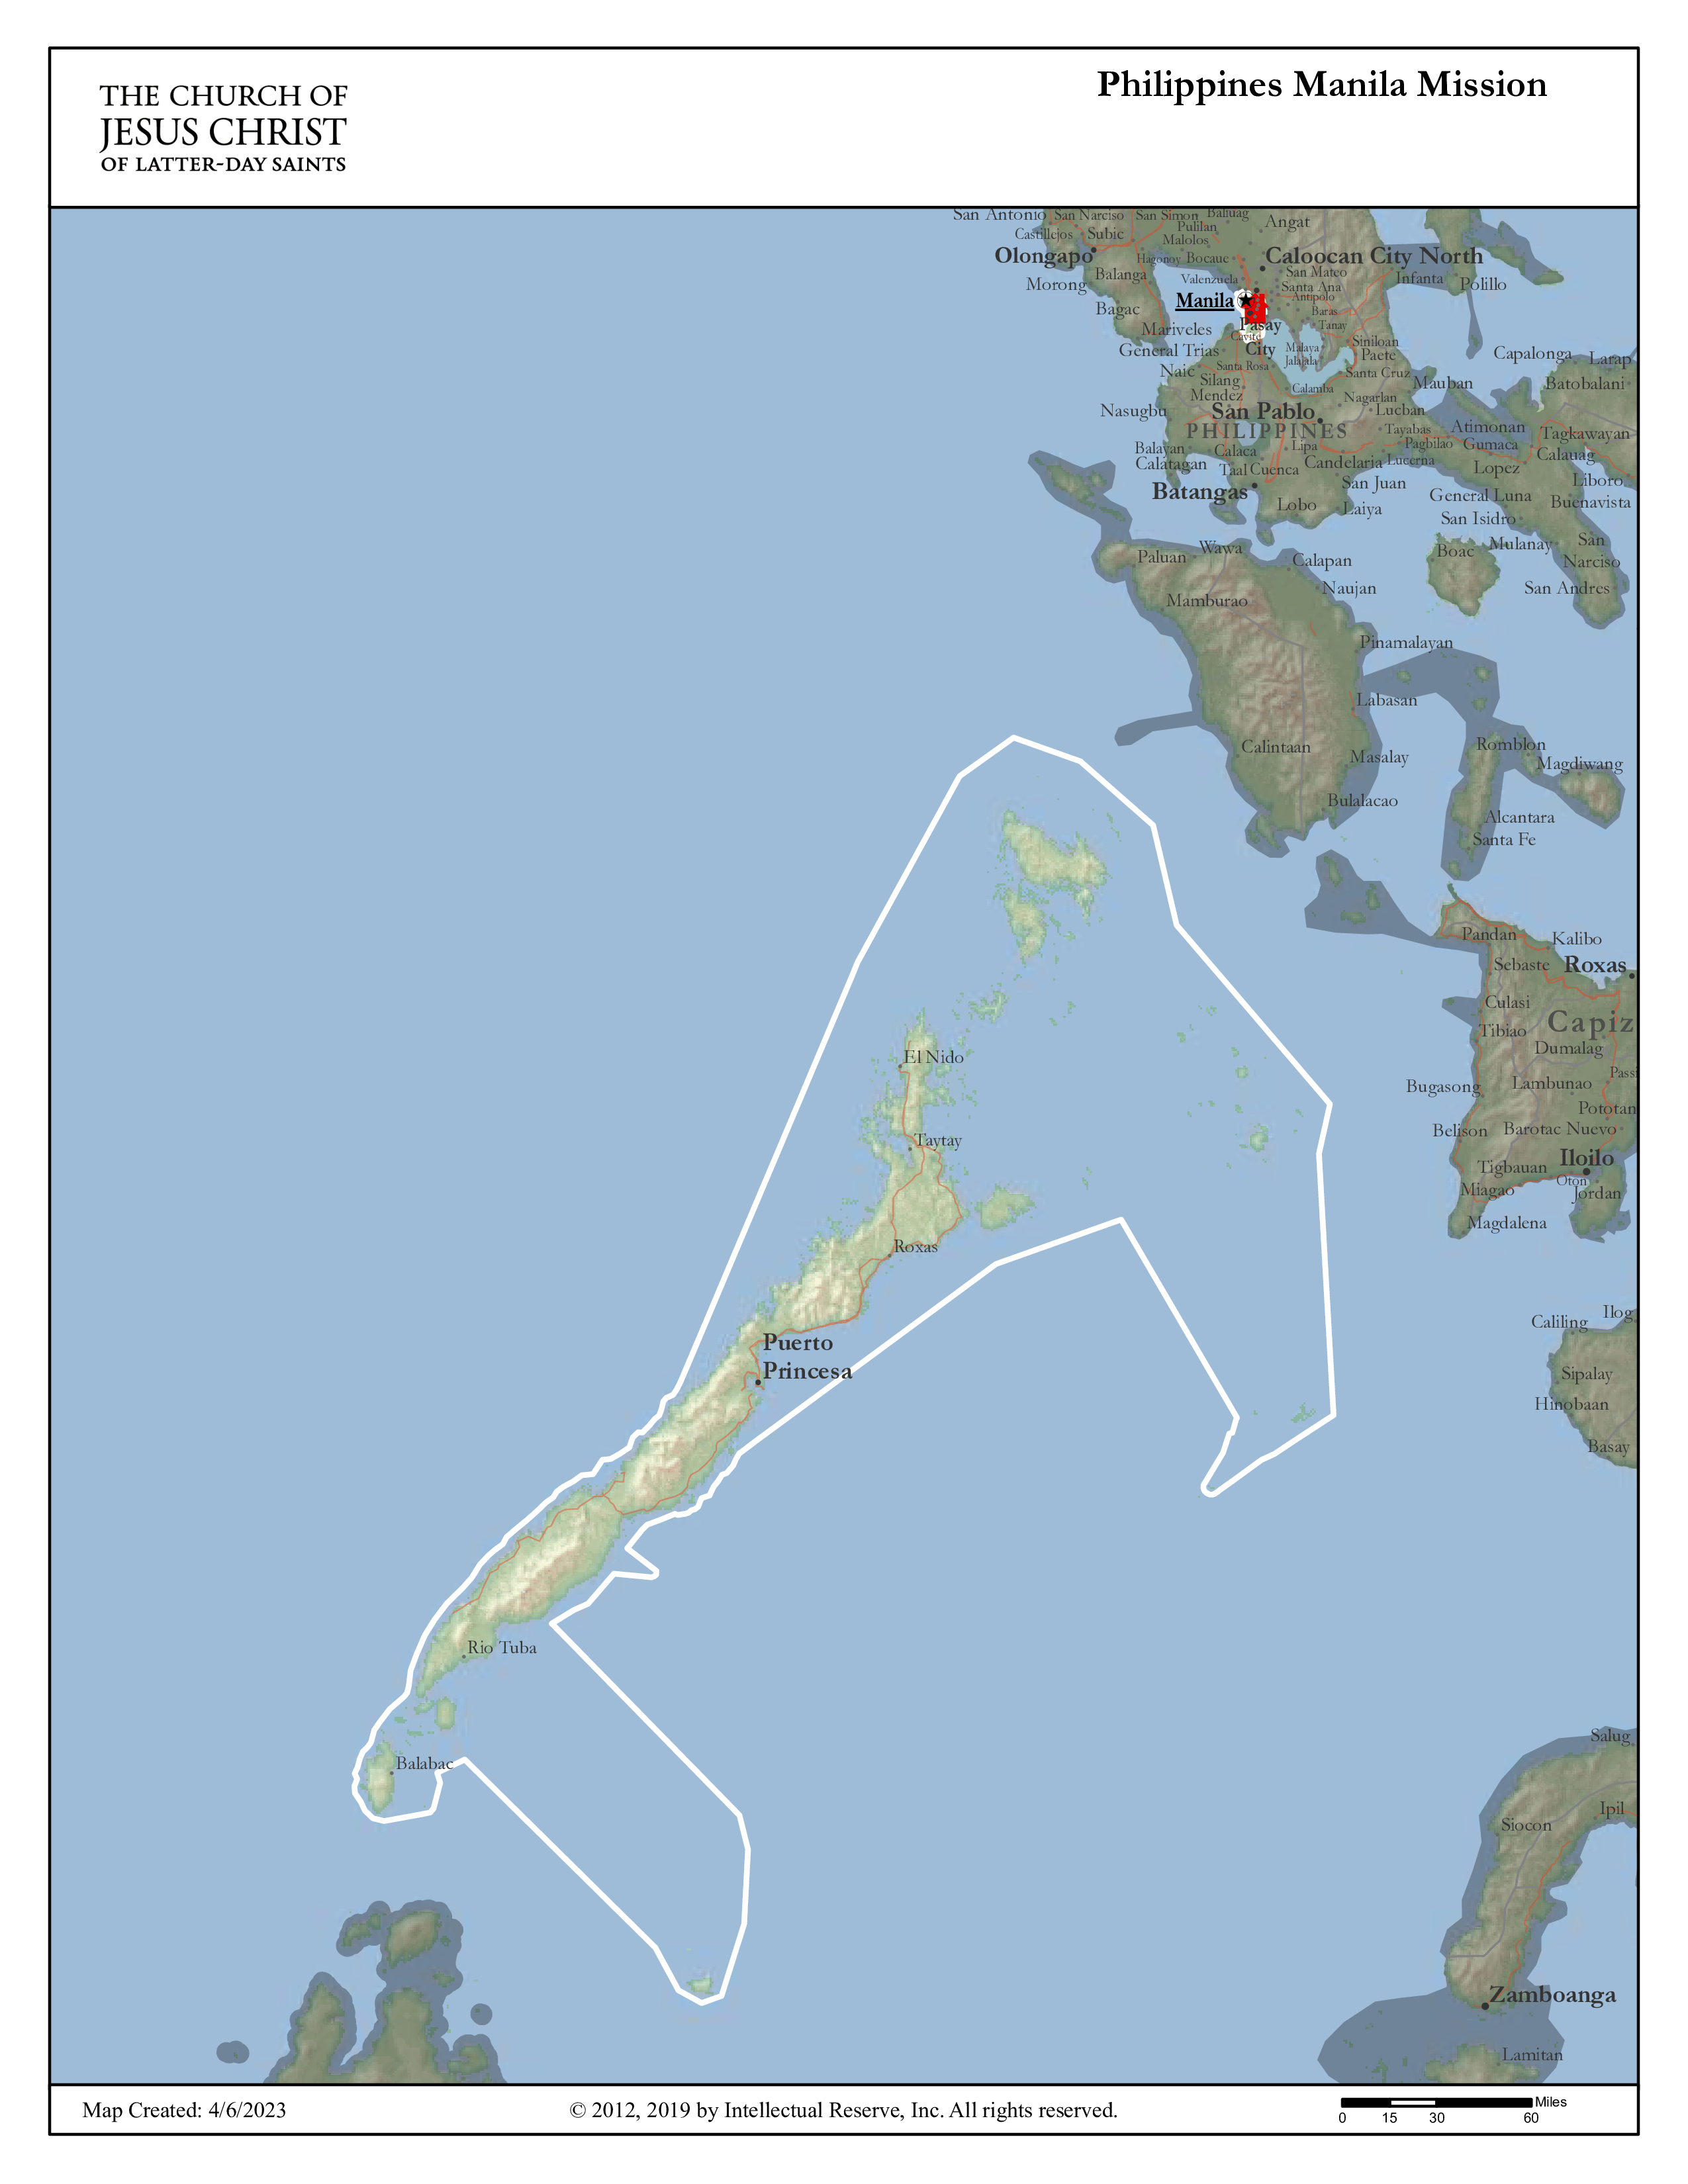 THE CHURCH OF
JESUS CHRIST
OF LATTER-DAY SAINTS
Philippines Manila Mission
San Antonio
San Narciso
San Simon
Baliuag
Angat
Castillejos
Subic
Pulilan
Malolos
Olongapo
Hagonoy
Bocaue
Caloocan City North
Balanga
Valenzuela
San Mateo
Infanta
Polillo
Morong
Santa Ana
Manila
Antipolo
Bagac
Baras
Mariveles
Pasay
City
Tanay
Cavite
General Trias
Malaya
Jalajala
Siniloan
Paete
Capalonga
Larap
Naic
Santa Rosa
Santa Cruz
Silang
Mendez
Calamba
Mauban
Batobalani
Nasugbu
San Pablo
Nagarlan
Lucban
PHILIPPINES
Tayabas
Atimonan
Tagkawayan
Balayan
Calaca
Lipa
Pagbilao
Gumaca
Calauag
Calatagan
Taal
Cuenca
Candelaria
Lucerna
Lopez
Batangas
San Juan
Liboro
Lobo
Laiya
General Luna
Buenavista
San Isidro
Paluan
Wawa
Calapan
Boac
Mulanay
San
Narciso
Mamburao
Naujan
San Andres
Pinamalayan
Labasan
Calintaan
Masalay
Romblon
Magdiwang
Bulalacao
Alcantara
Santa Fe
Pandan
Kalibo
Sebaste
Roxas
Culasi
Capiz
Tibiao
Dumalag
El Nido
Bugasong
Lambunao
Passi
Pototan
Taytay
Belison
Barotac Nuevo
Iloilo
Tigbauan
Oton
Miagao
Jordan
Magdalena
Roxas
Ilog
Caliling
Puerto
Princesa
Sipalay
Hinobaan
Basay
Rio Tuba
Balabac
Salug
Ipil
Siocon
Zamboanga
Lamitan
Map Created: 4/6/2023
© 2012, 2019 by Intellectual Reserve, Inc. All rights reserved.
Miles
0 15 30 60